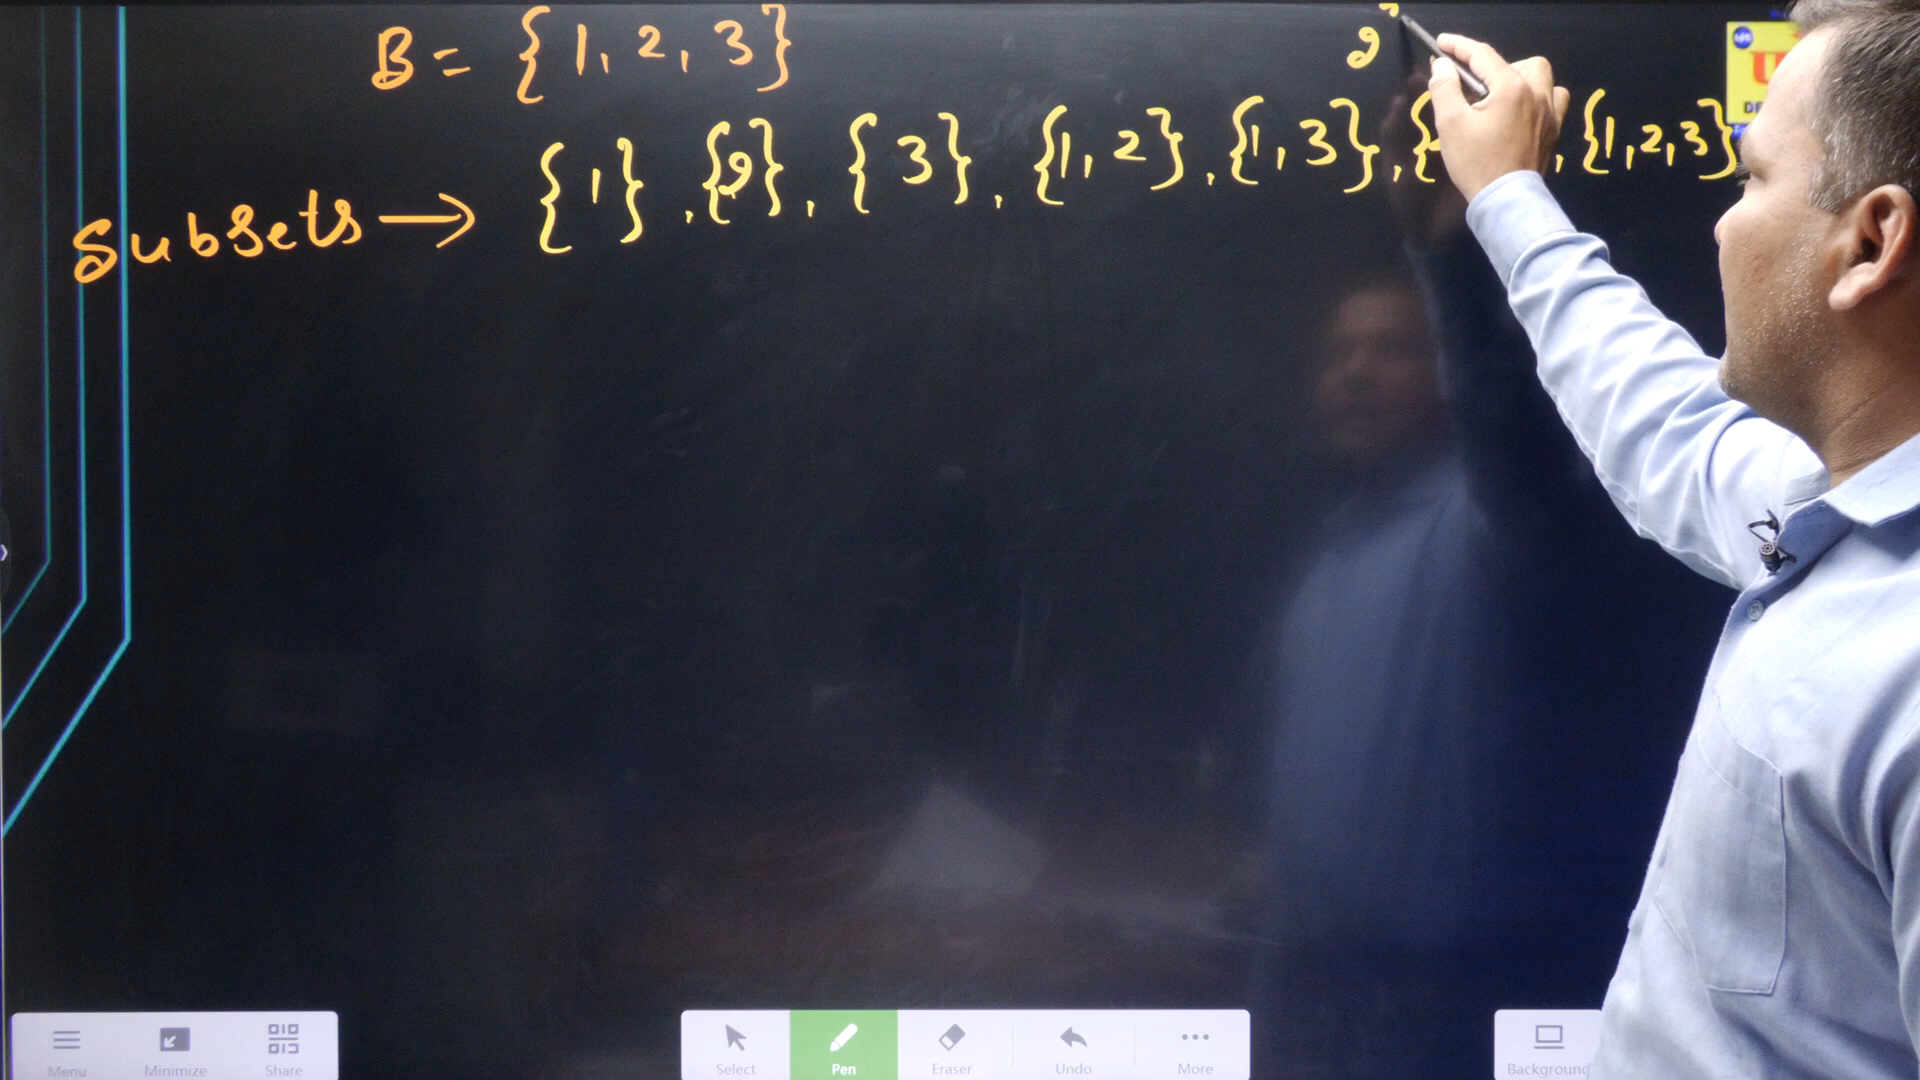 B = {1, 2, 3}
2
Subsets → {1}, {2}, {3}, {1, 2}, {1, 3}, { , {1, 2, 3}
Menu
Minimize
Share
Select
Pen
Eraser
Undo
More
Background